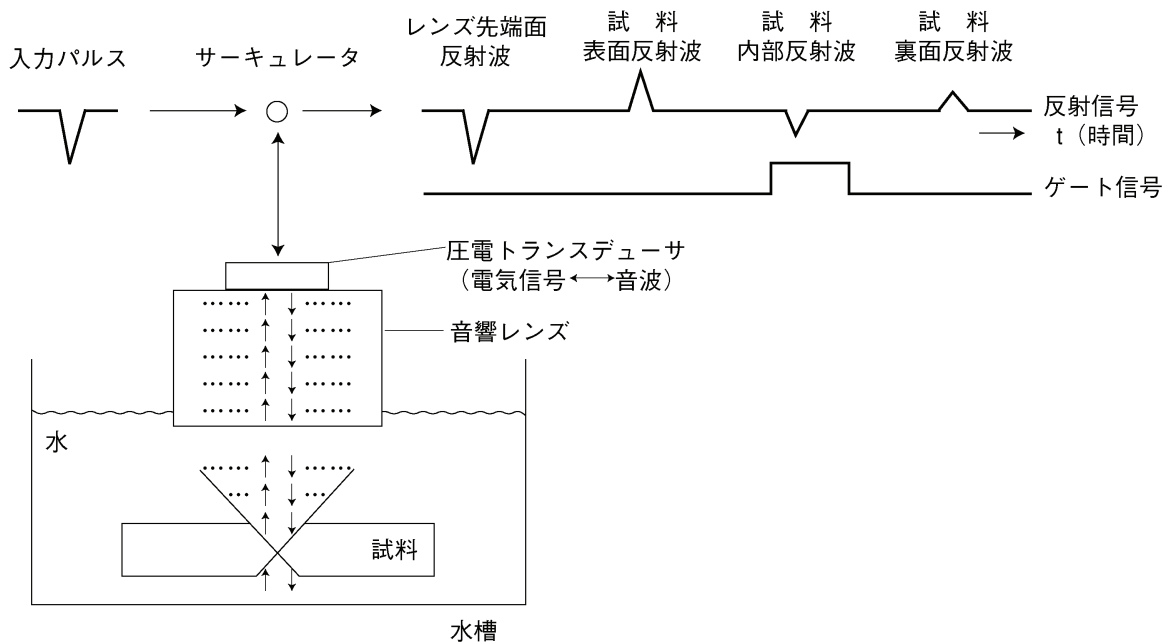 入力パルス
サーキュレータ
レンズ先端面
反射波
試　料
表面反射波
試　料
内部反射波
試　料
裏面反射波
反射信号
t（時間）
ゲート信号
圧電トランスデューサ
（電気信号⟷音波）
音響レンズ
水
試料
水槽